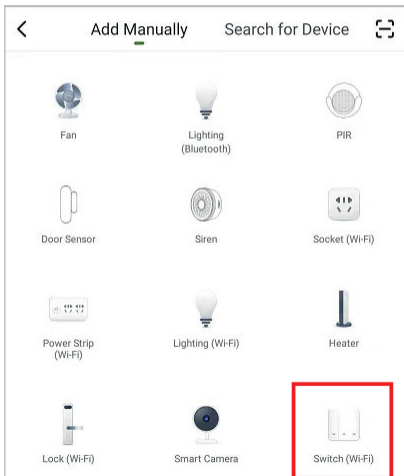 Add Manually Search for Device
Fan
Lighting
(Bluetooth)
PIR
Door Sensor
Siren
Socket (Wi-Fi)
Power Strip
(Wi-Fi)
Lighting (Wi-Fi)
Heater
Lock (Wi-Fi)
Smart Camera
Switch (Wi-Fi)